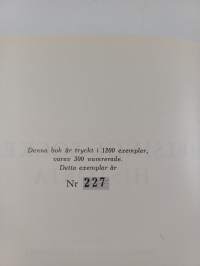 Denna bok är tryckt i 1200 exemplar,
varav 300 numrerade.
Detta exemplar är
Nr 227